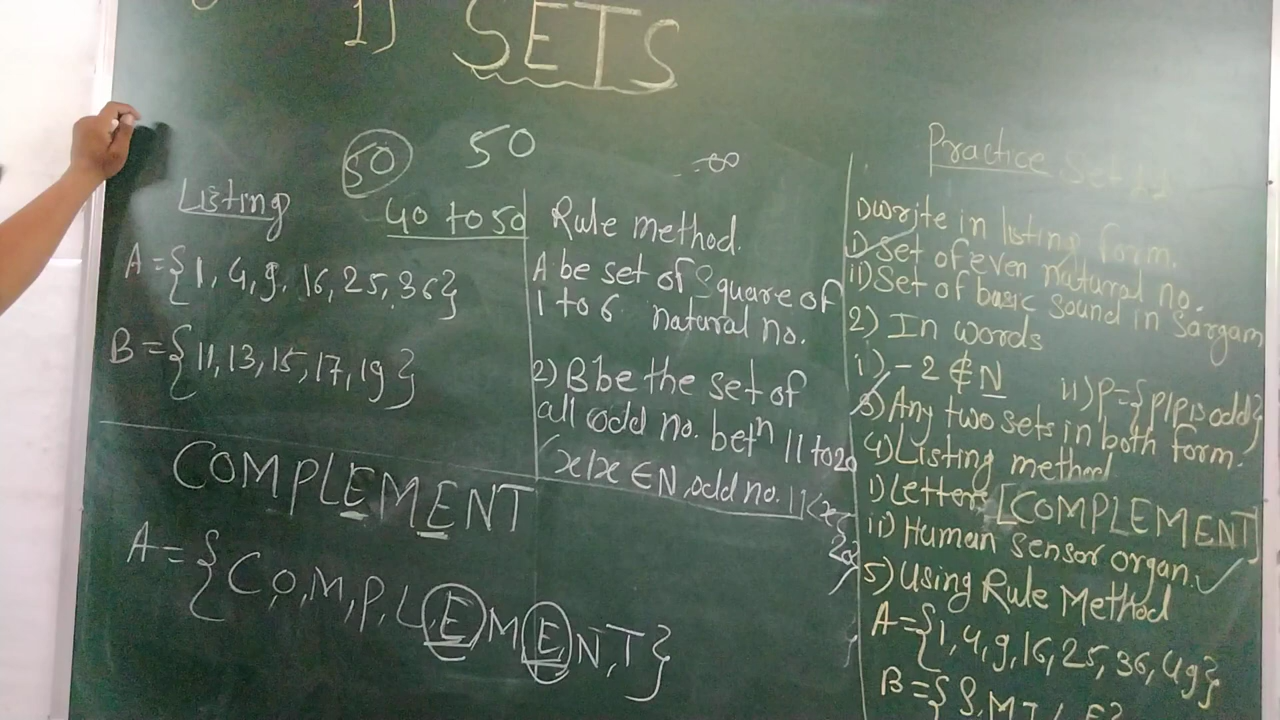 1) SETS
50 50 -∞
Listing
40 to 50
A={1, 4, 9, 16, 25, 36}
B={11, 13, 15, 17, 19}
Rule method.
A be set of square of
1 to 6 natural no.
2) B be the set of
all odd no. betn 11 to 20
x/x ∈ N, odd no. 11<x<
20
COMPLEMENT
A={C, O, M, P, L, E, M, E, N, T}
Practice Set 1.1
1) write in listing form.
i) Set of even natural no.
ii) Set of basic sound in Sargam
2) In words
i) -2 ∉ N ii) P={p/p is odd}
3) Any two sets in both form.
4) Listing method
i) Letters [COMPLEMENT]
ii) Human sensor organ.
5) Using Rule Method
A={1, 4, 9, 16, 25, 36, 49}